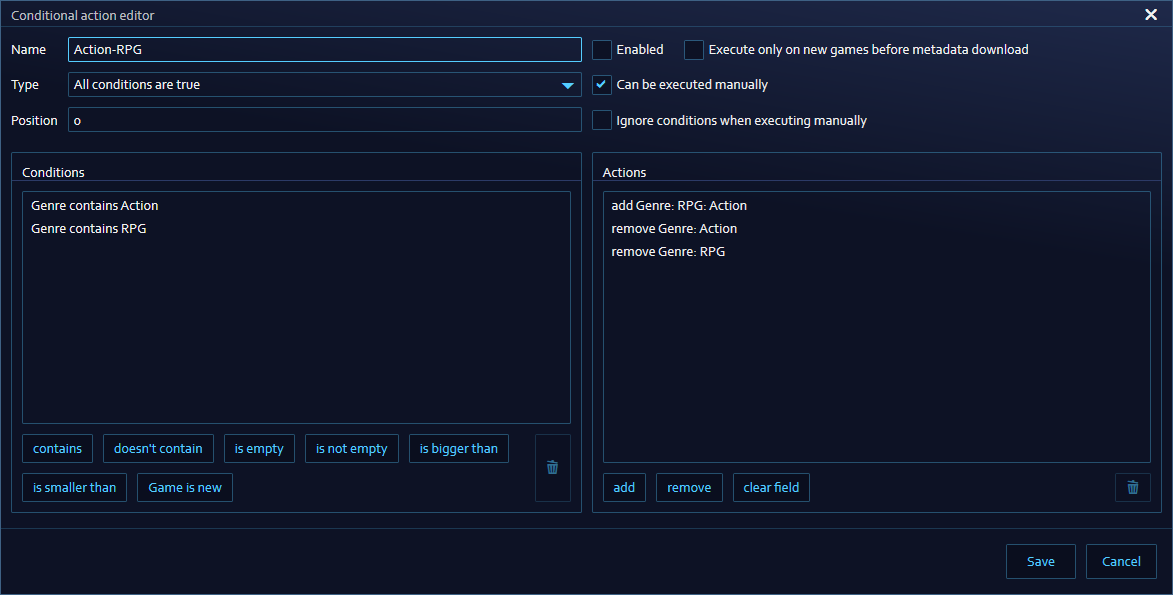 Conditional action editor
Name Action-RPG Enabled Execute only on new games before metadata download
Type All conditions are true Can be executed manually
Position 0 Ignore conditions when executing manually
Conditions
Genre contains Action
Genre contains RPG
contains doesn't contain is empty is not empty is bigger than
is smaller than Game is new
Actions
add Genre: RPG: Action
remove Genre: Action
remove Genre: RPG
add remove clear field
Save Cancel